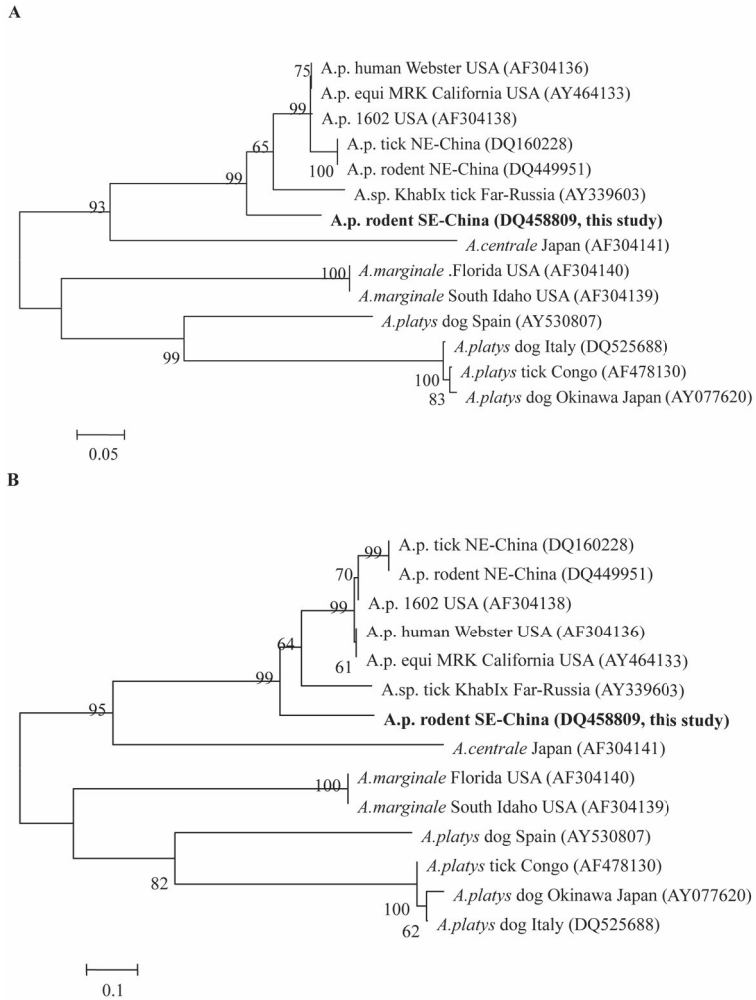 A
75
A.p. human Webster USA (AF304136)
A.p. equi MRK California USA (AY464133)
99
A.p. 1602 USA (AF304138)
65
A.p. tick NE-China (DQ160228)
100
A.p. rodent NE-China (DQ449951)
99
A.sp. KhabIx tick Far-Russia (AY339603)
93
A.p. rodent SE-China (DQ458809, this study)
A.centrale Japan (AF304141)
100
A.marginale .Florida USA (AF304140)
A.marginale South Idaho USA (AF304139)
A.platys dog Spain (AY530807)
99
A.platys dog Italy (DQ525688)
100
A.platys tick Congo (AF478130)
83
A.platys dog Okinawa Japan (AY077620)
0.05
B
99
A.p. tick NE-China (DQ160228)
70
A.p. rodent NE-China (DQ449951)
99
A.p. 1602 USA (AF304138)
A.p. human Webster USA (AF304136)
64
61
A.p. equi MRK California USA (AY464133)
99
A.sp. tick KhabIx Far-Russia (AY339603)
95
A.p. rodent SE-China (DQ458809, this study)
A.centrale Japan (AF304141)
100
A.marginale Florida USA (AF304140)
A.marginale South Idaho USA (AF304139)
A.platys dog Spain (AY530807)
82
A.platys tick Congo (AF478130)
A.platys dog Okinawa Japan (AY077620)
100
62
A.platys dog Italy (DQ525688)
0.1